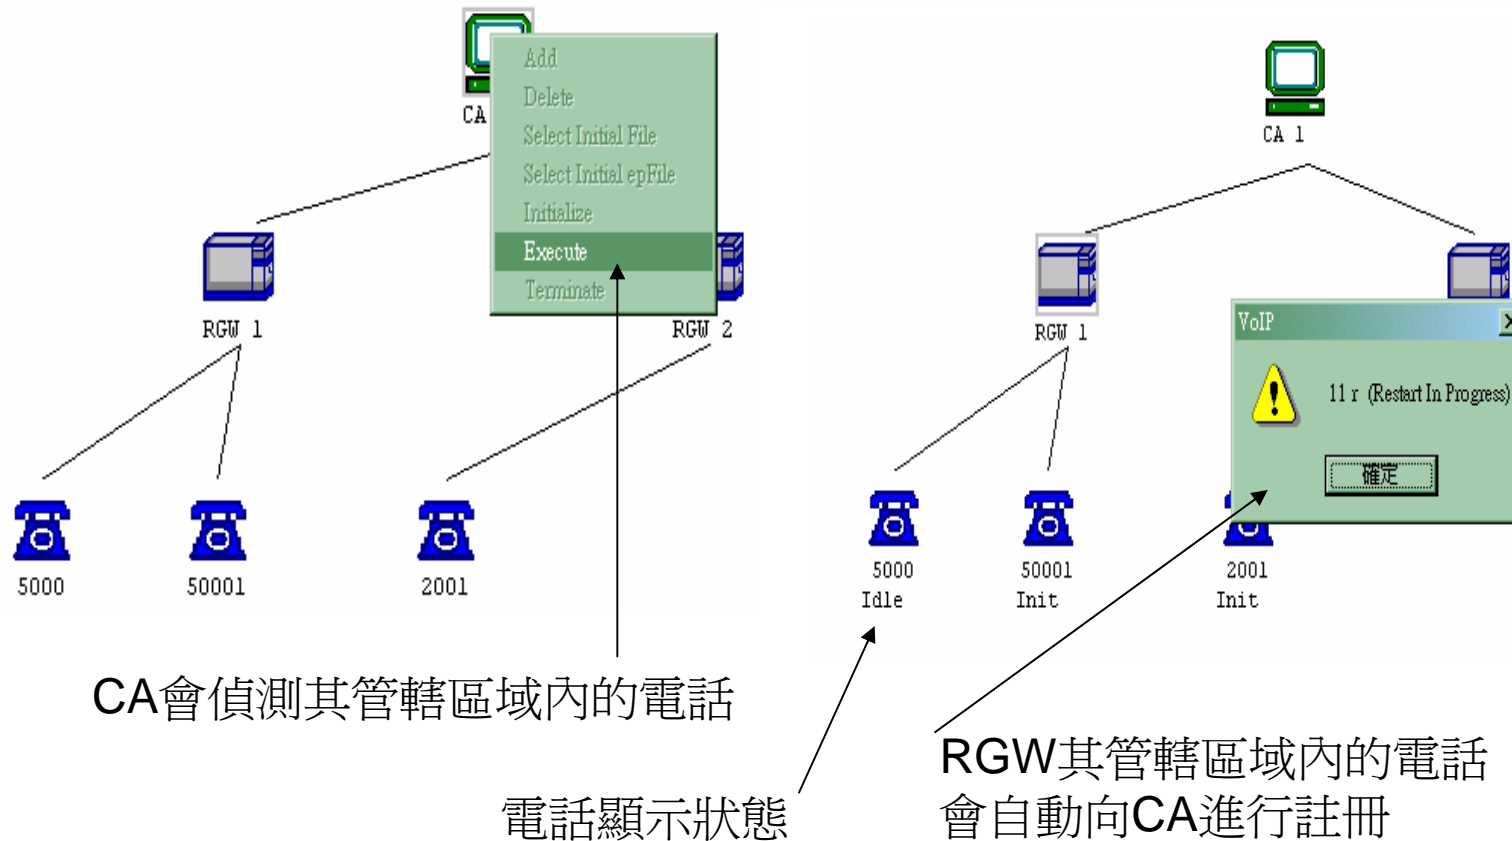 CA
Add
Delete
Select Initial File
Select Initial epFile
Initialize
Execute
Terminate
RGW 1
RGW 2
5000
50001
2001
CA會偵測其管轄區域內的電話
CA 1
RGW 1
VoIP
11 r (Restart In Progress)
確定
5000
Idle
50001
Init
2001
Init
電話顯示狀態
RGW其管轄區域內的電話
會自動向CA進行註冊